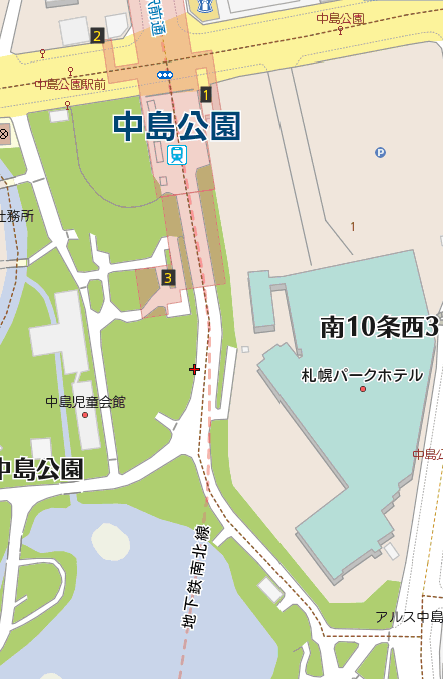 駅前通
中島公園
2
中島公園駅前
1
中島公園
P
社務所
1
3
南10条西3
札幌パークホテル
中島児童会館
中島公
中島公園
地下鉄南北線
アルス中島